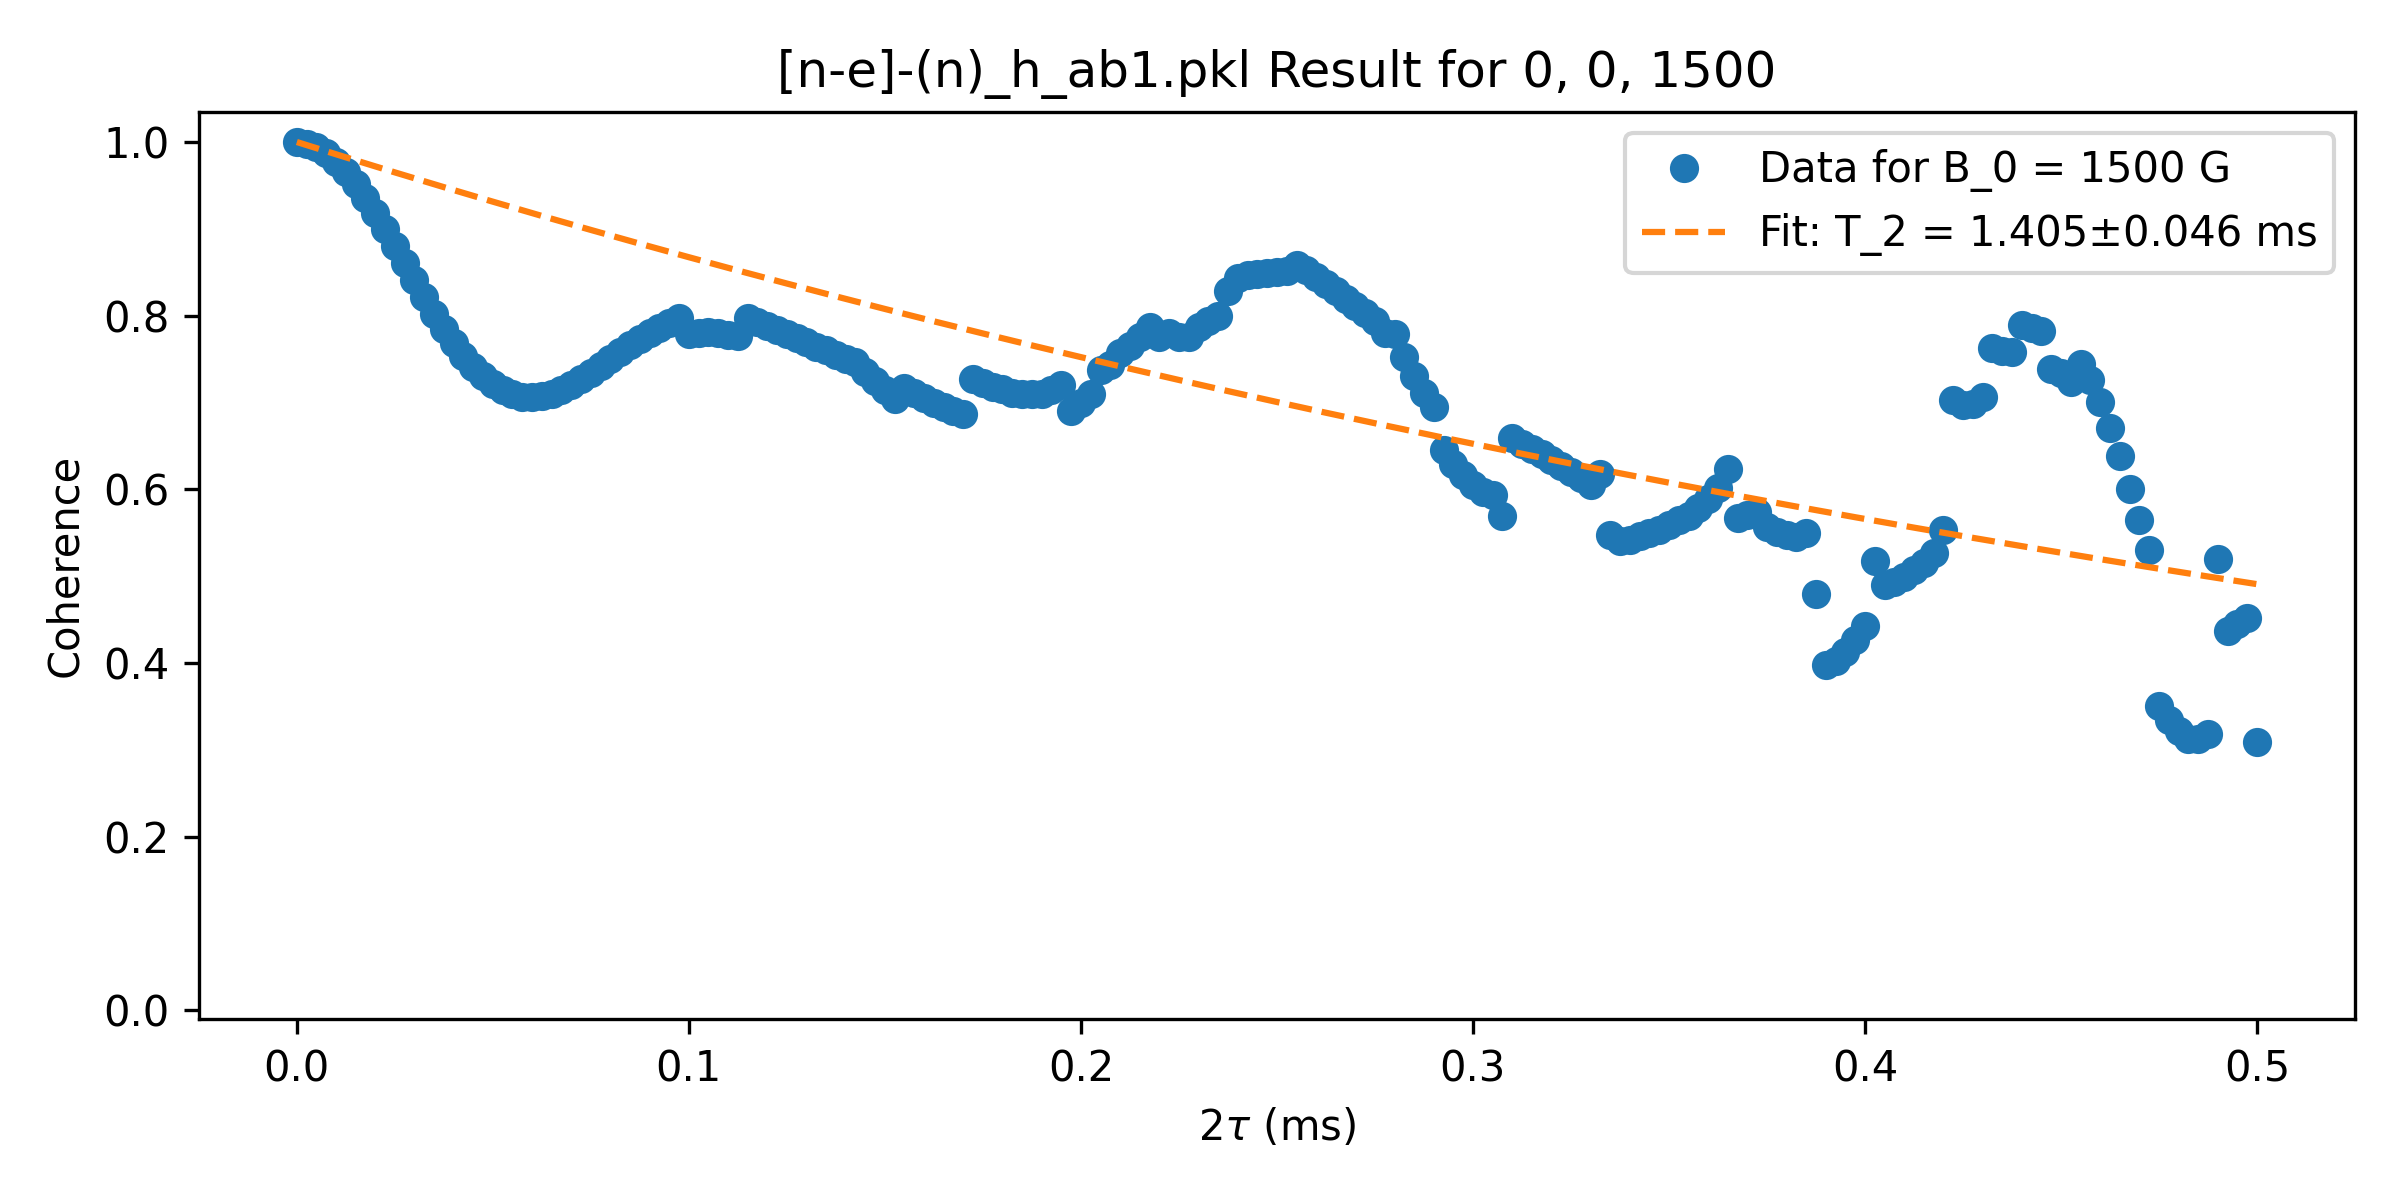 [n-e]-(n)_h_ab1.pkl Result for 0, 0, 1500
Data for B_0 = 1500 G
Fit: T_2 = 1.405±0.046 ms
Coherence
1.0
0.8
0.6
0.4
0.2
0.0
0.0 0.1 0.2 0.3 0.4 0.5
2τ (ms)